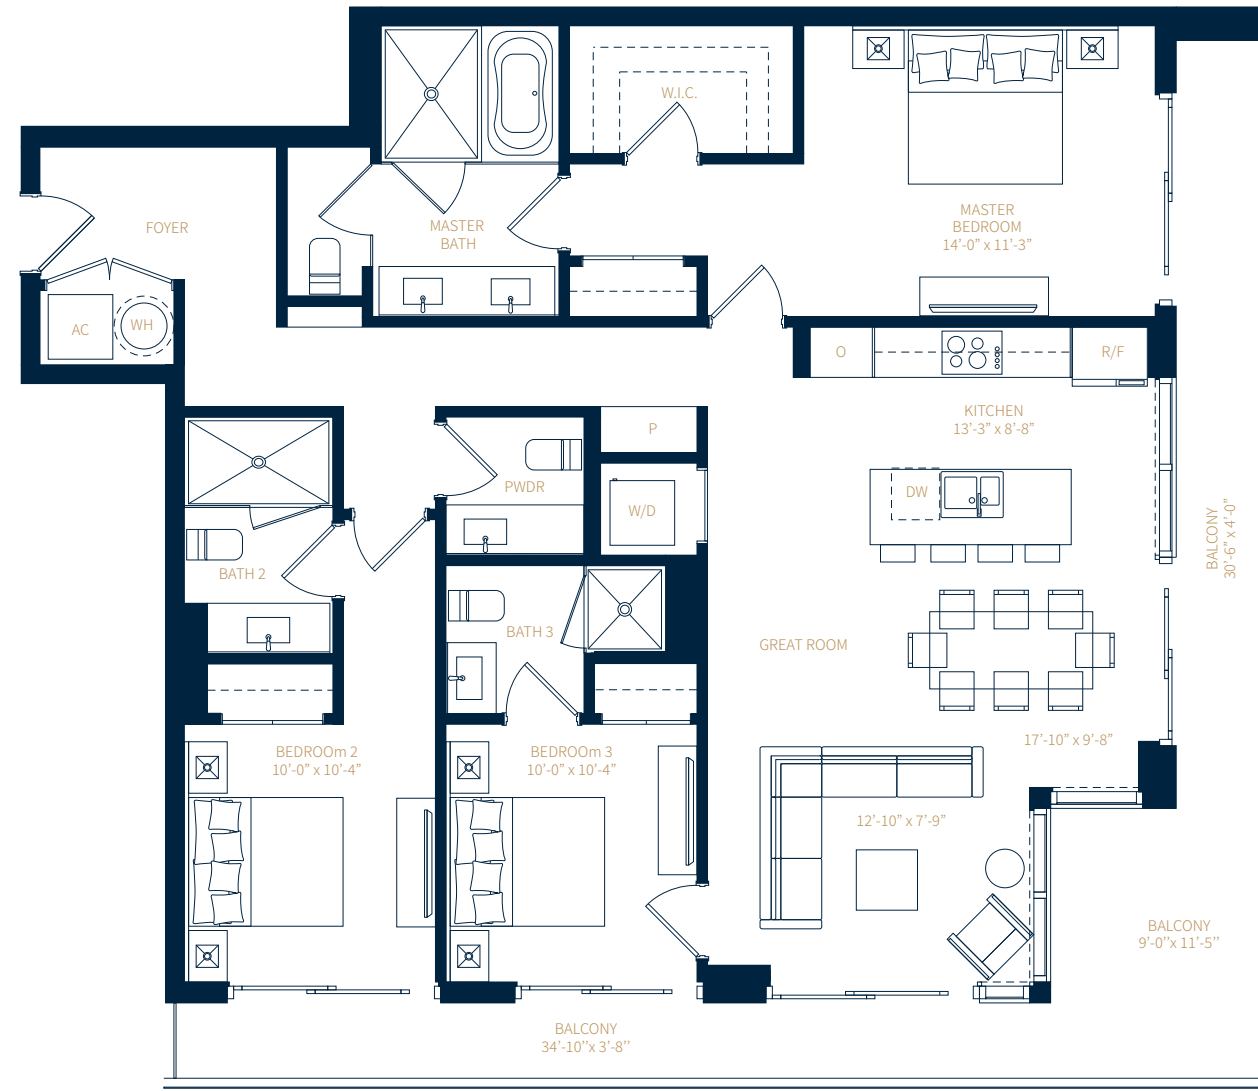 W.I.C.
FOYER
MASTER
BATH
MASTER
BEDROOM
14'-0" x 11'-3"
AC
WH
O
R/F
KITCHEN
13'-3" x 8'-8"
P
PWDR
W/D
DW
BALCONY
30'-6" x 4'-0"
BATH 2
BATH 3
GREAT ROOM
17'-10" x 9'-8"
BEDROOm 2
10'-0" x 10'-4"
BEDROOm 3
10'-0" x 10'-4"
12'-10" x 7'-9"
BALCONY
9'-0''x 11'-5''
BALCONY
34'-10''x 3'-8''